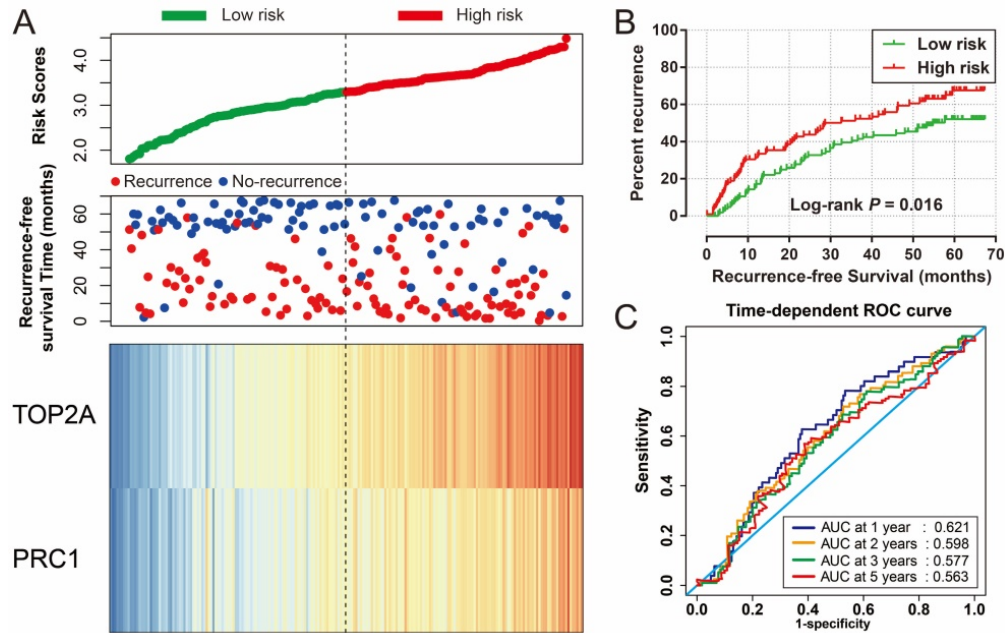 A
Low risk
High risk
Risk Scores
4.0
3.0
2.0
Recurrence
No-recurrence
Recurrence-free
survival Time (months)
60
40
20
0
TOP2A
PRC1
B
Percent recurrence
100
80
60
40
20
0
Low risk
High risk
Log-rank P = 0.016
0 10 20 30 40 50 60 70
Recurrence-free Survival (months)
C
Time-dependent ROC curve
Sensitivity
1.0
0.8
0.6
0.4
0.2
0.0
AUC at 1 year : 0.621
AUC at 2 years : 0.598
AUC at 3 years : 0.577
AUC at 5 years : 0.563
0.0 0.2 0.4 0.6 0.8 1.0
1-specificity